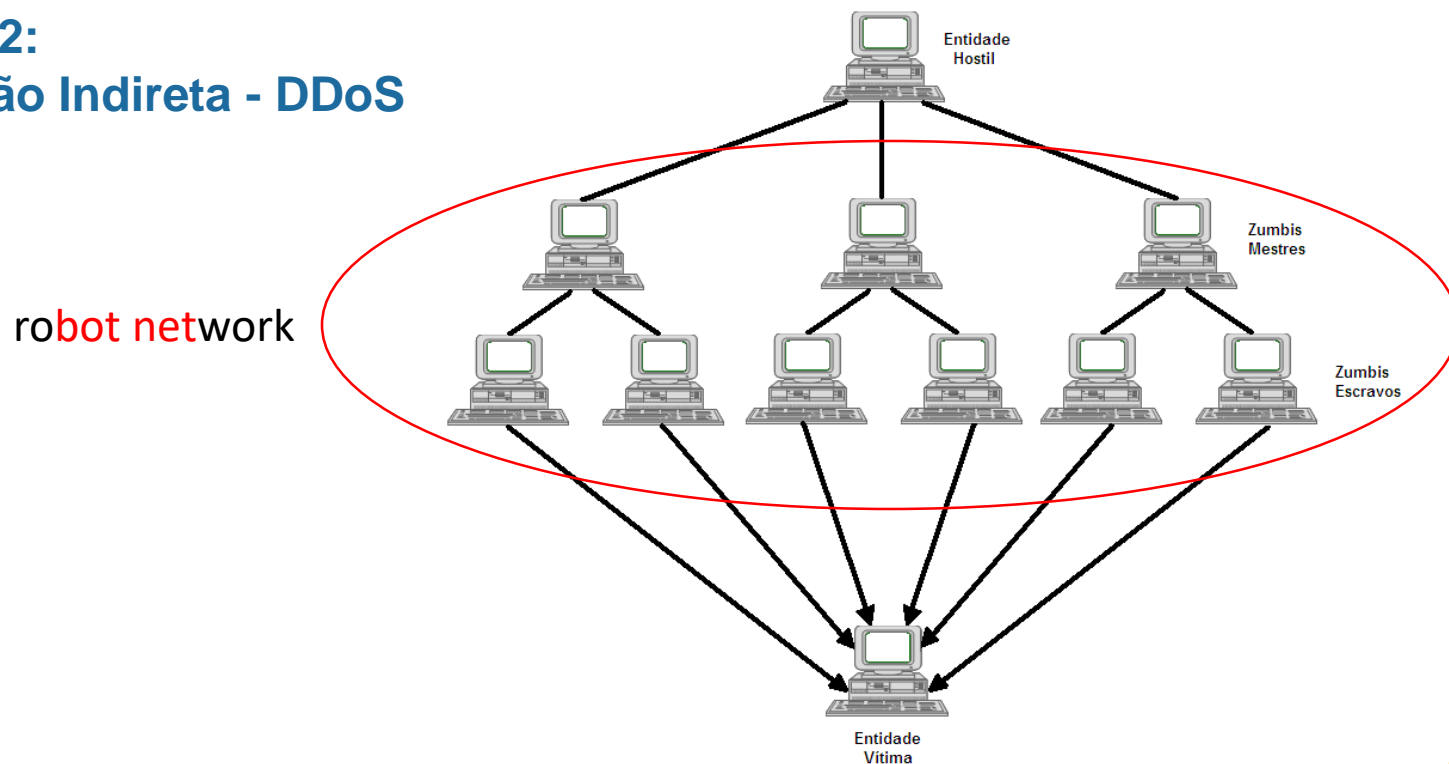 2:
ão Indireta - DDoS
Entidade
Hostil
Zumbis
Mestres
robot network
Zumbis
Escravos
Entidade
Vítima